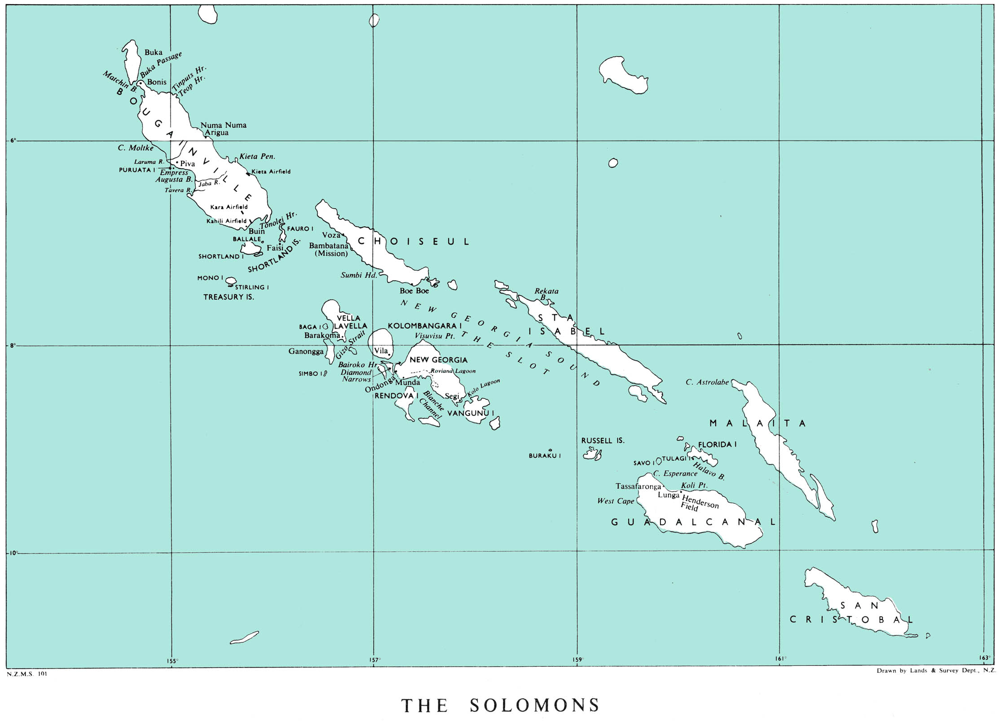 Buka
Buka Passage
Matchin B.
Bonis
Tinputs Hr.
Teop Hr.
BOUGAINVILLE
Numa Numa
Arigua
6°
C. Moltke
Laruma R.
Piva
PURUATA I
Empress
Augusta B.
Kieta Pen.
Kieta Airfield
Jaba R.
Tavera R.
Kara Airfield
Kahili Airfield
Tonolei Hr.
Buin
FAURO I
BALLALE
Faisi
SHORTLAND I
SHORTLAND IS.
MONO I
STIRLING I
TREASURY IS.
Voza
CHOISEUL
Bambatana
(Mission)
Sumbi Hd.
Boe Boe
NEW GEORGIA SOUND
THE SLOT
Rekata
B.
STA
ISABEL
VELLA
LAVELLA
BAGA I
Barakoma
KOLOMBANGARA I
Visuvisu Pt.
8°
Ganongga
Gizo Strait
Vila
SIMBO I
NEW GEORGIA
Bairoko Hr.
Diamond
Narrows
Roviana Lagoon
Ondonga
Munda
RENDOVA I
Blanche
Channel
Segi
Kolo Lagoon
VANGUNU I
C. Astrolabe
MALAITA
RUSSELL IS.
BURAKU I
FLORIDA I
SAVO I
TULAGI I
Halavo B.
C. Esperance
Tassafaronga
Koli Pt.
Lunga
Henderson
Field
West Cape
GUADALCANAL
10°
SAN
CRISTOBAL
155°
157°
159°
161°
163°
N.Z.M.S. 101
Drawn by Lands & Survey Dept., N.Z.
THE SOLOMONS